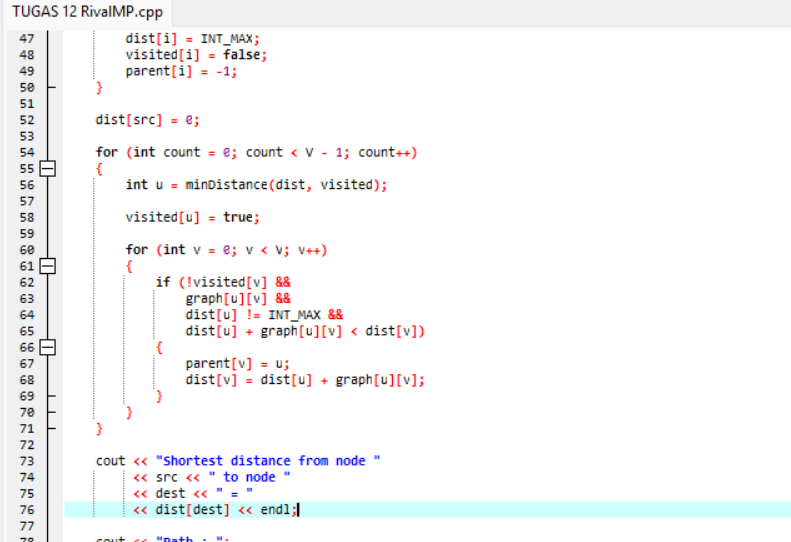 TUGAS 12 RivalMP.cpp
47 dist[i] = INT_MAX;
48 visited[i] = false;
49 parent[i] = -1;
50 }
51
52 dist[src] = 0;
53
54 for (int count = 0; count < V - 1; count++)
55 {
56 int u = minDistance(dist, visited);
57
58 visited[u] = true;
59
60 for (int v = 0; v < V; v++)
61 {
62 if (!visited[v] &&
63 graph[u][v] &&
64 dist[u] != INT_MAX &&
65 dist[u] + graph[u][v] < dist[v])
66 {
67 parent[v] = u;
68 dist[v] = dist[u] + graph[u][v];
69 }
70 }
71 }
72
73 cout << "Shortest distance from node "
74 << src << " to node "
75 << dest << " = "
76 << dist[dest] << endl;
77
78 cout << "Path : ";